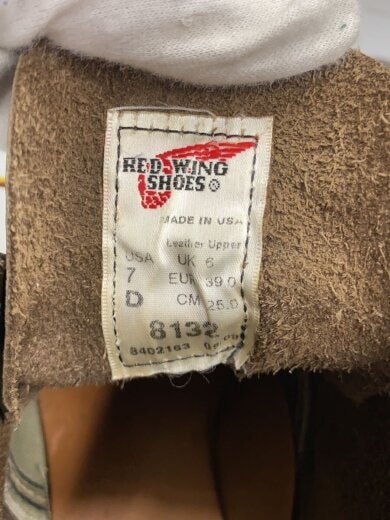 RED WING
SHOES®
MADE IN USA
Leather Upper
USA UK 6
7 EUR 39.0
D CM 25.0
8132
8402163